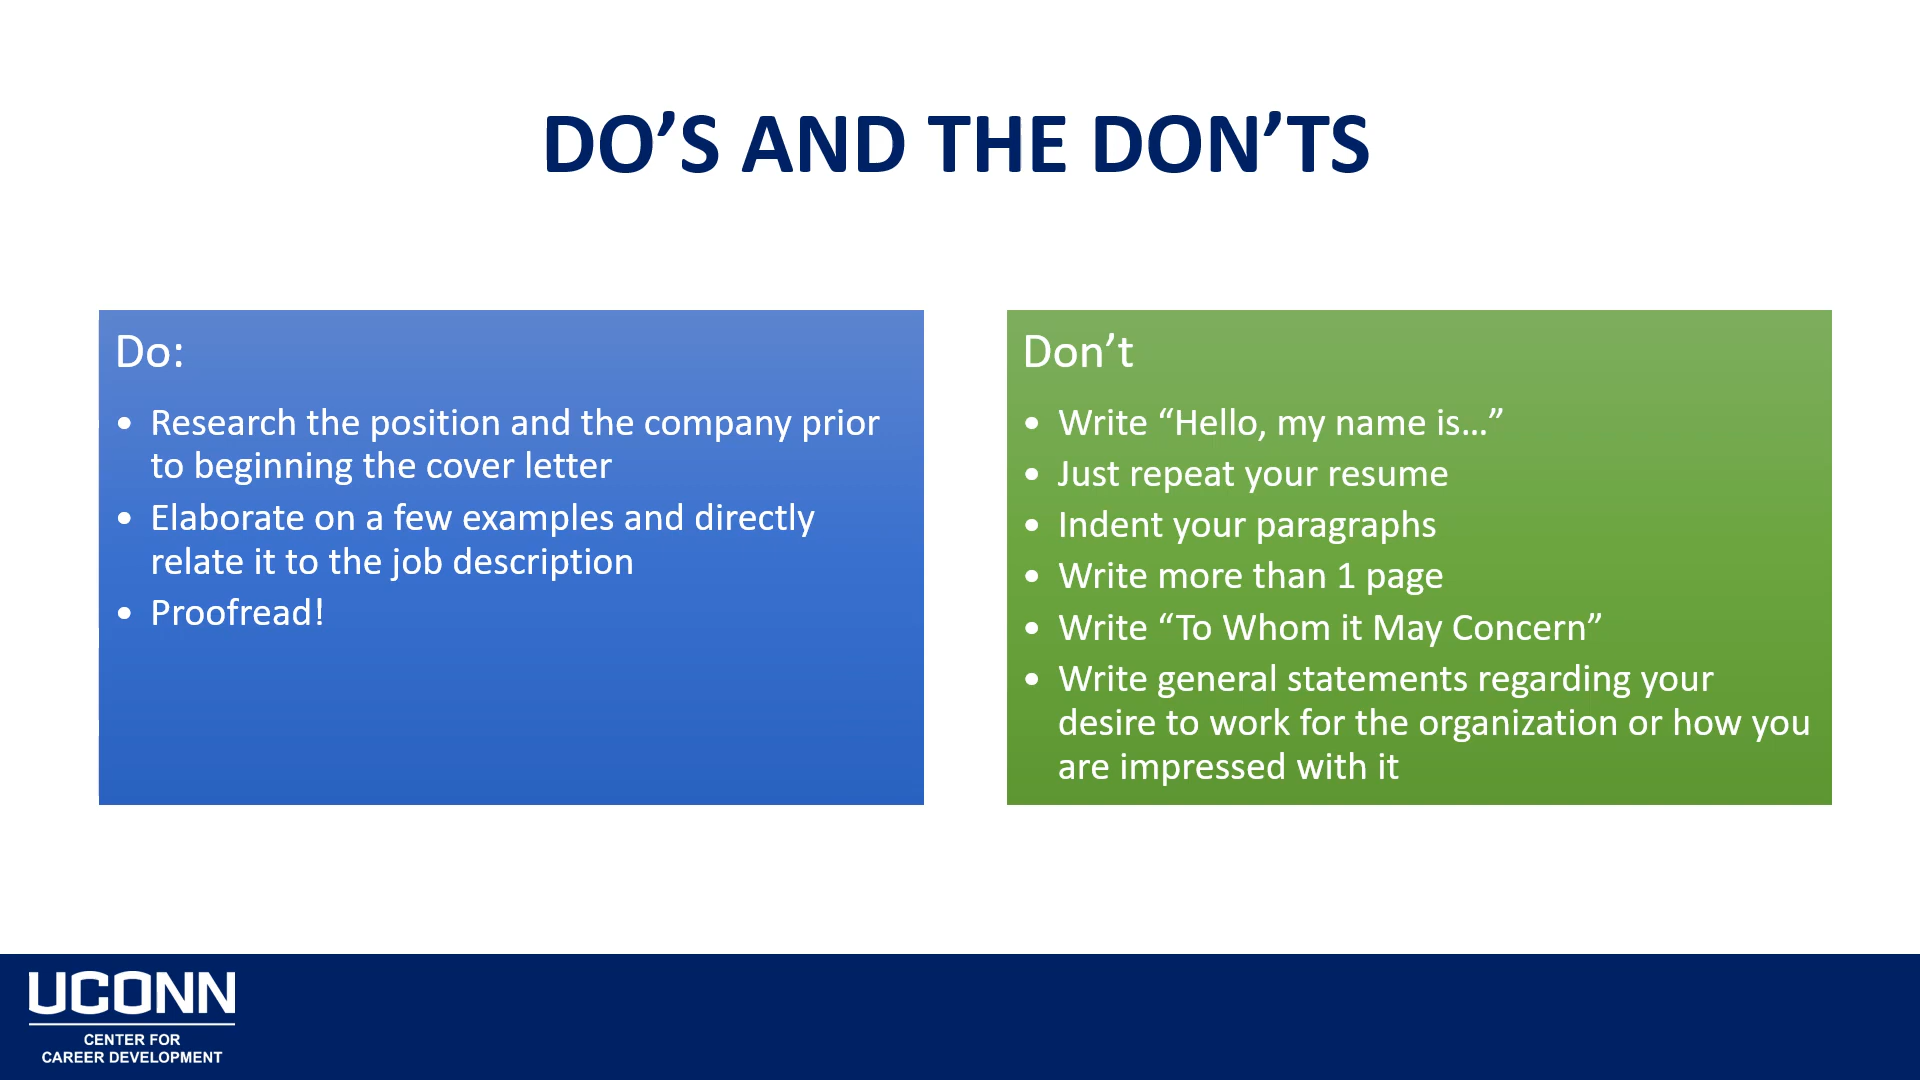 DO’S AND THE DON’TS
Do:
• Research the position and the company prior
to beginning the cover letter
• Elaborate on a few examples and directly
relate it to the job description
• Proofread!
Don’t
• Write “Hello, my name is…”
• Just repeat your resume
• Indent your paragraphs
• Write more than 1 page
• Write “To Whom it May Concern”
• Write general statements regarding your
desire to work for the organization or how you
are impressed with it
UCONN
CENTER FOR
CAREER DEVELOPMENT